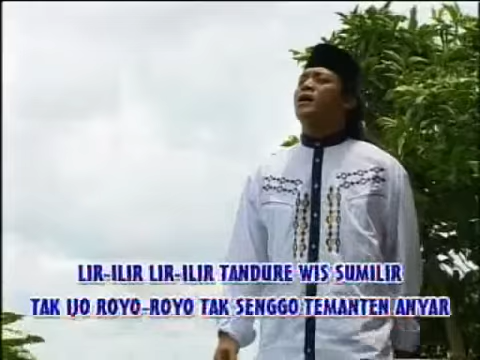 LIR-ILIR LIR-ILIR TANDURE WIS SUMILIR
TAK IJO ROYO-ROYO TAK SENGGO TEMANTEN ANYAR